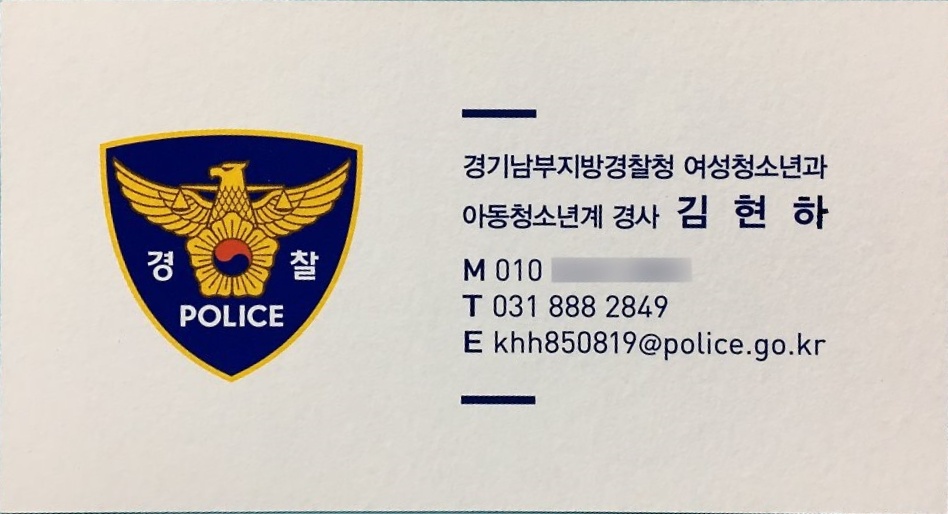 경 찰
POLICE
경기남부지방경찰청 여성청소년과
아동청소년계 경사 김 현 하
M 010
T 031 888 2849
E khh850819@police.go.kr